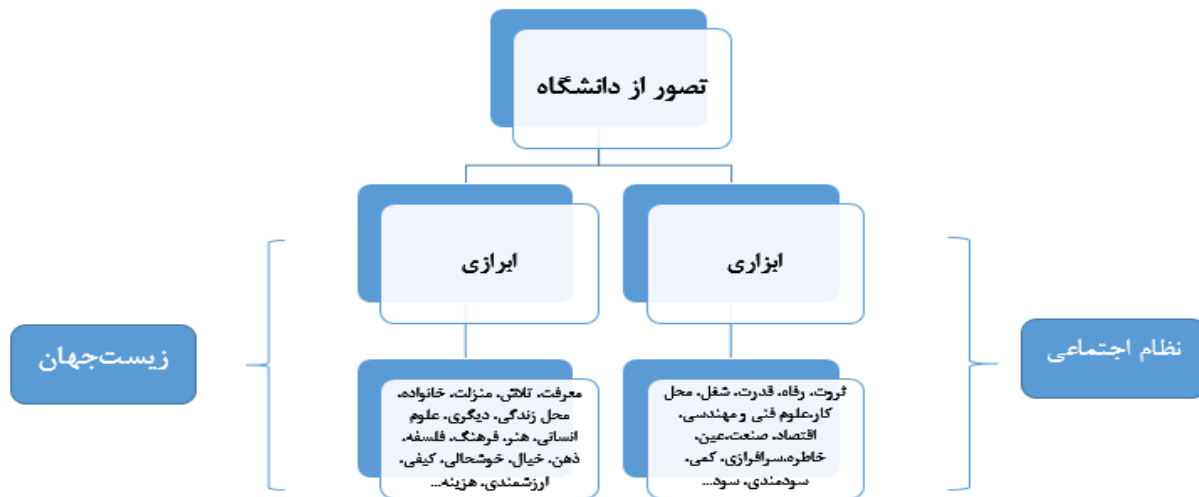 تصور از دانشگاه
ابزاری
ابرازی
نظام اجتماعی
زیست‌جهان
ثروت، رفاه، قدرت، شغل، محل
کار،علوم فنی و مهندسی،
اقتصاد، صنعت،عین،
خاطره،سرافرازی، کمی،
سودمندی، سود...
معرفت، تلاش، منزلت، خانواده،
محل زندگی، دیگری، علوم
انسانی، هنر، فرهنگ، فلسفه،
ذهن، خیال، خوشحالی، کیفی،
ارزشمندی، هزینه...